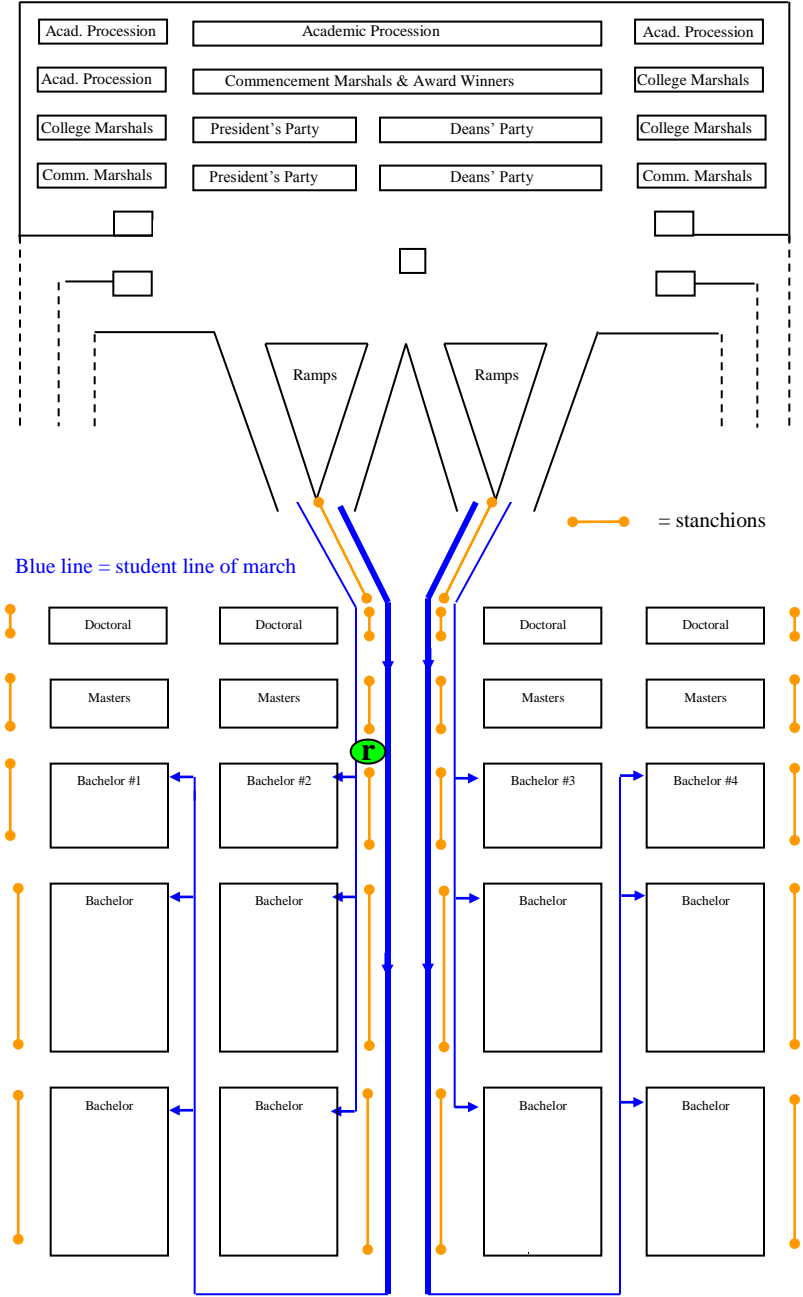 Acad. Procession
Academic Procession
Acad. Procession
Acad. Procession
Commencement Marshals & Award Winners
College Marshals
College Marshals
President's Party
Deans' Party
College Marshals
Comm. Marshals
President's Party
Deans' Party
Comm. Marshals
Ramps
Ramps
= stanchions
Blue line = student line of march
Doctoral
Doctoral
Doctoral
Doctoral
Masters
Masters
Masters
Masters
r
Bachelor #1
Bachelor #2
Bachelor #3
Bachelor #4
Bachelor
Bachelor
Bachelor
Bachelor
Bachelor
Bachelor
Bachelor
Bachelor